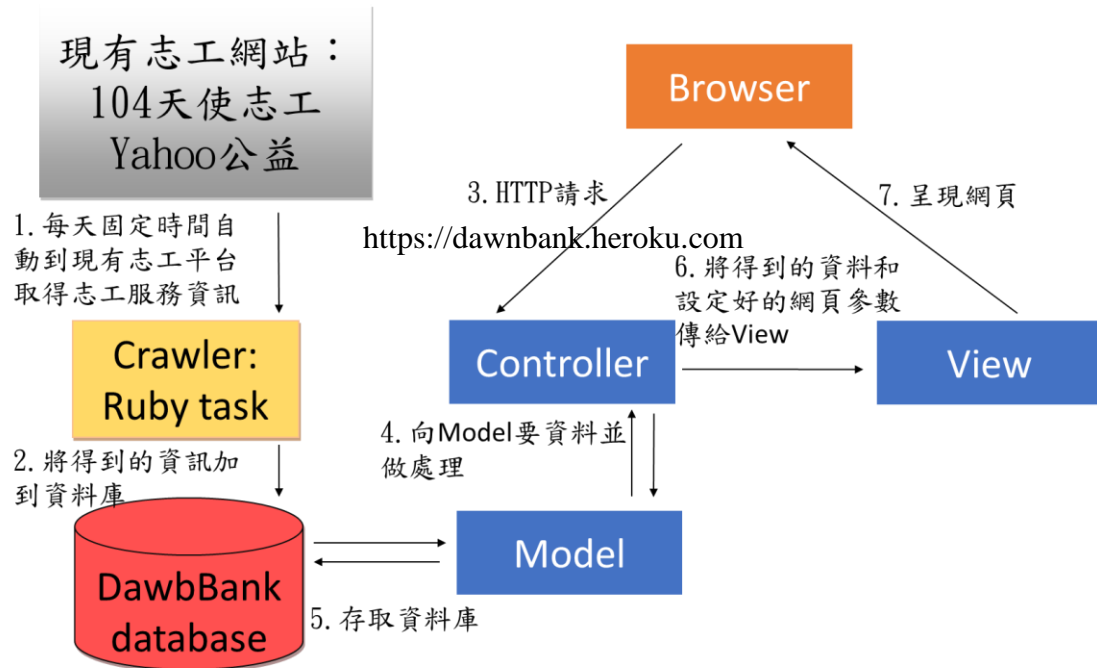 現有志工網站：
104天使志工
Yahoo公益
1. 每天固定時間自
動到現有志工平台
取得志工服務資訊
Crawler:
Ruby task
2. 將得到的資訊加
到資料庫
DawbBank
database
Browser
3. HTTP請求
https://dawnbank.heroku.com
Controller
4. 向Model要資料並
做處理
Model
5. 存取資料庫
6. 將得到的資料和
設定好的網頁參數
傳給View
View
7. 呈現網頁